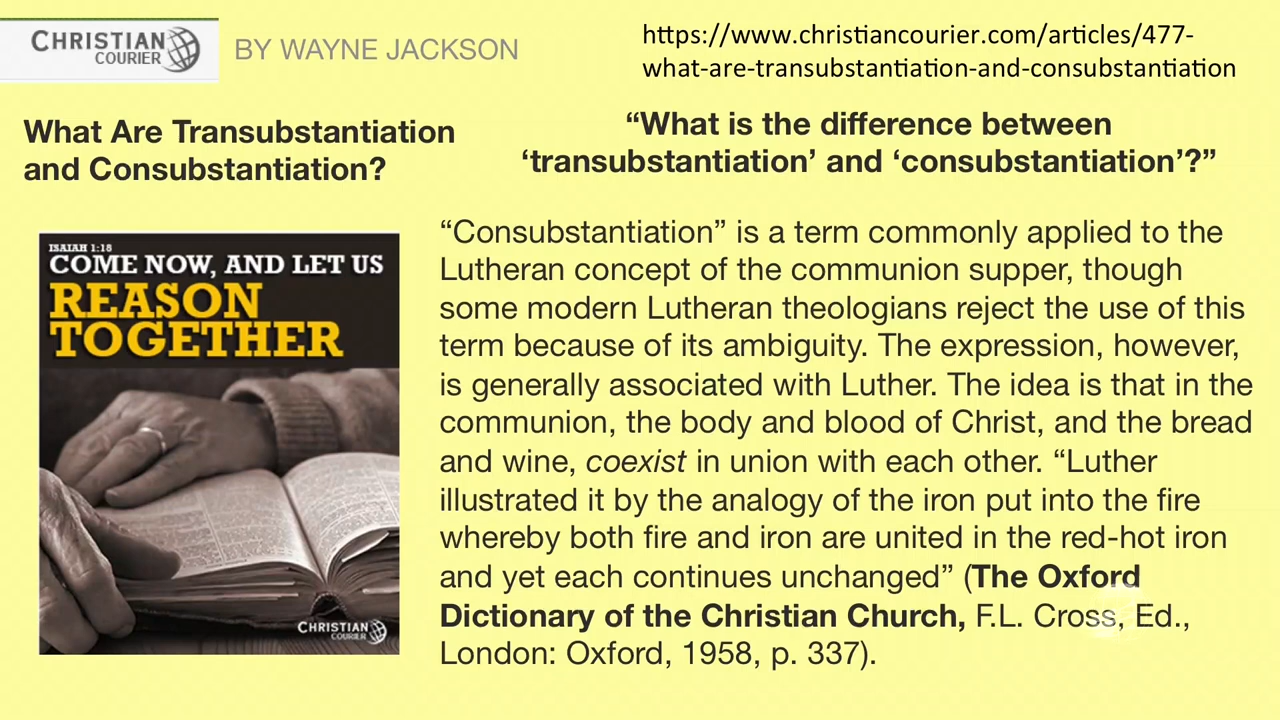 CHRISTIAN
COURIER
BY WAYNE JACKSON
https://www.christiancourier.com/articles/477-
what-are-transubstantiation-and-consubstantiation
What Are Transubstantiation
and Consubstantiation?
“What is the difference between
‘transubstantiation’ and ‘consubstantiation’?”
ISAIAH 1:18
COME NOW, AND LET US
REASON
TOGETHER
CHRISTIAN
COURIER
“Consubstantiation” is a term commonly applied to the
Lutheran concept of the communion supper, though
some modern Lutheran theologians reject the use of this
term because of its ambiguity. The expression, however,
is generally associated with Luther. The idea is that in the
communion, the body and blood of Christ, and the bread
and wine, coexist in union with each other. “Luther
illustrated it by the analogy of the iron put into the fire
whereby both fire and iron are united in the red-hot iron
and yet each continues unchanged” (The Oxford
Dictionary of the Christian Church, F.L. Cross, Ed.,
London: Oxford, 1958, p. 337).